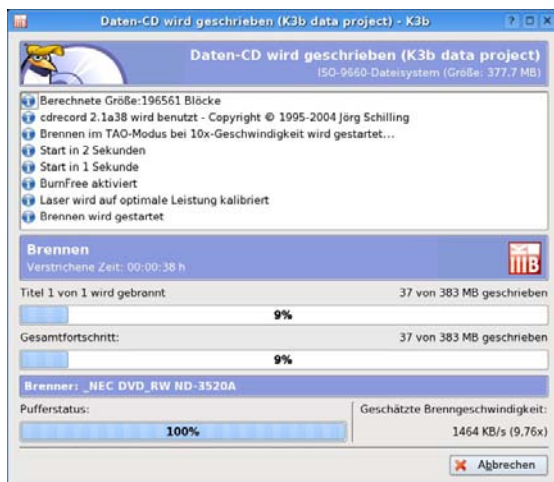 Daten-CD wird geschrieben (K3b data project) - K3b
Daten-CD wird geschrieben (K3b data project)
ISO-9660-Dateisystem (Größe: 377.7 MB)
Berechnete Größe:196561 Blöcke
cdrecord 2.1a38 wird benutzt - Copyright © 1995-2004 Jörg Schilling
Brennen im TAO-Modus bei 10x-Geschwindigkeit wird gestartet...
Start in 2 Sekunden
Start in 1 Sekunde
BurnFree aktiviert
Laser wird auf optimale Leistung kalibriert
Brennen wird gestartet
Brennen
Verstrichene Zeit: 00:00:38 h
Titel 1 von 1 wird gebrannt 37 von 383 MB geschrieben
9%
Gesamtfortschritt: 37 von 383 MB geschrieben
9%
Brenner: _NEC DVD_RW ND-3520A
Pufferstatus: Geschätzte Brenngeschwindigkeit:
100% 1464 KB/s (9,76x)
Abbrechen